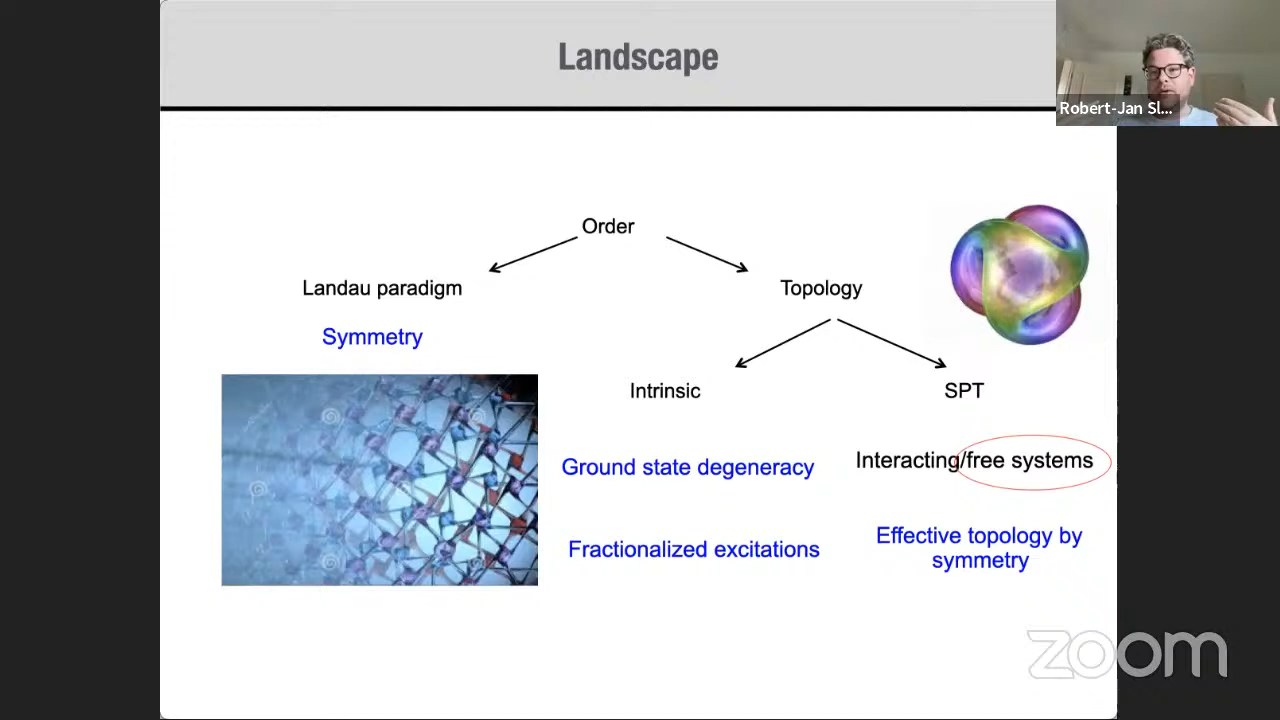 Landscape
Robert-Jan Sl...
Order
Landau paradigm
Topology
Symmetry
Intrinsic
SPT
Interacting/free systems
Ground state degeneracy
Effective topology by
symmetry
Fractionalized excitations
zoom